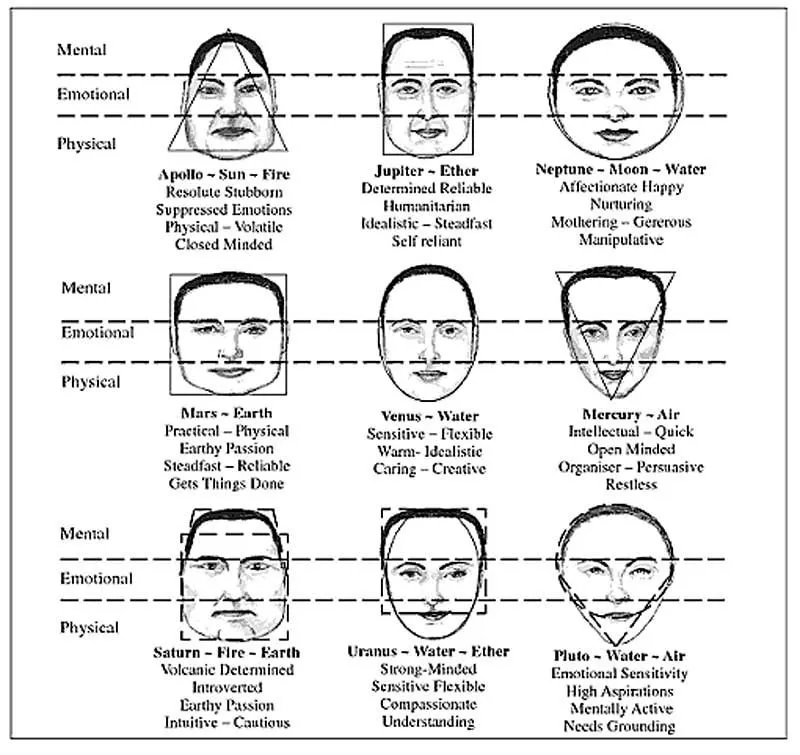 Mental
Emotional
Physical
Apollo ~ Sun ~ Fire
Resolute Stubborn
Suppressed Emotions
Physical – Volatile
Closed Minded
Jupiter ~ Ether
Determined Reliable
Humanitarian
Idealistic ~ Steadfast
Self reliant
Neptune ~ Moon ~ Water
Affectionate Happy
Nurturing
Mothering – Gererous
Manipulative
Mental
Emotional
Physical
Mars ~ Earth
Practical – Physical
Earthy Passion
Steadfast – Reliable
Gets Things Done
Venus ~ Water
Sensitive – Flexible
Warm- Idealistic
Caring – Creative
Mercury ~ Air
Intellectual – Quick
Open Minded
Organiser – Persuasive
Restless
Mental
Emotional
Physical
Saturn ~ Fire ~ Earth
Volcanic Determined
Introverted
Earthy Passion
Intuitive – Cautious
Uranus ~ Water ~ Ether
Strong-Minded
Sensitive Flexible
Compassionate
Understanding
Pluto ~ Water ~ Air
Emotional Sensitivity
High Aspirations
Mentally Active
Needs Grounding